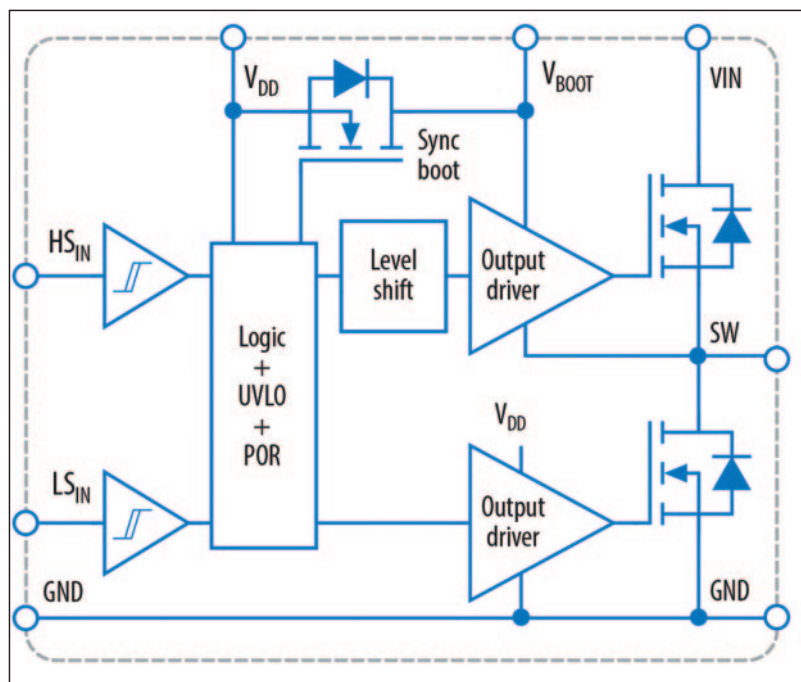 VDD
VBOOT
VIN
Sync
boot
HSIN
Level
shift
Output
driver
Logic
+
UVLO
+
POR
SW
VDD
LSIN
Output
driver
GND
GND